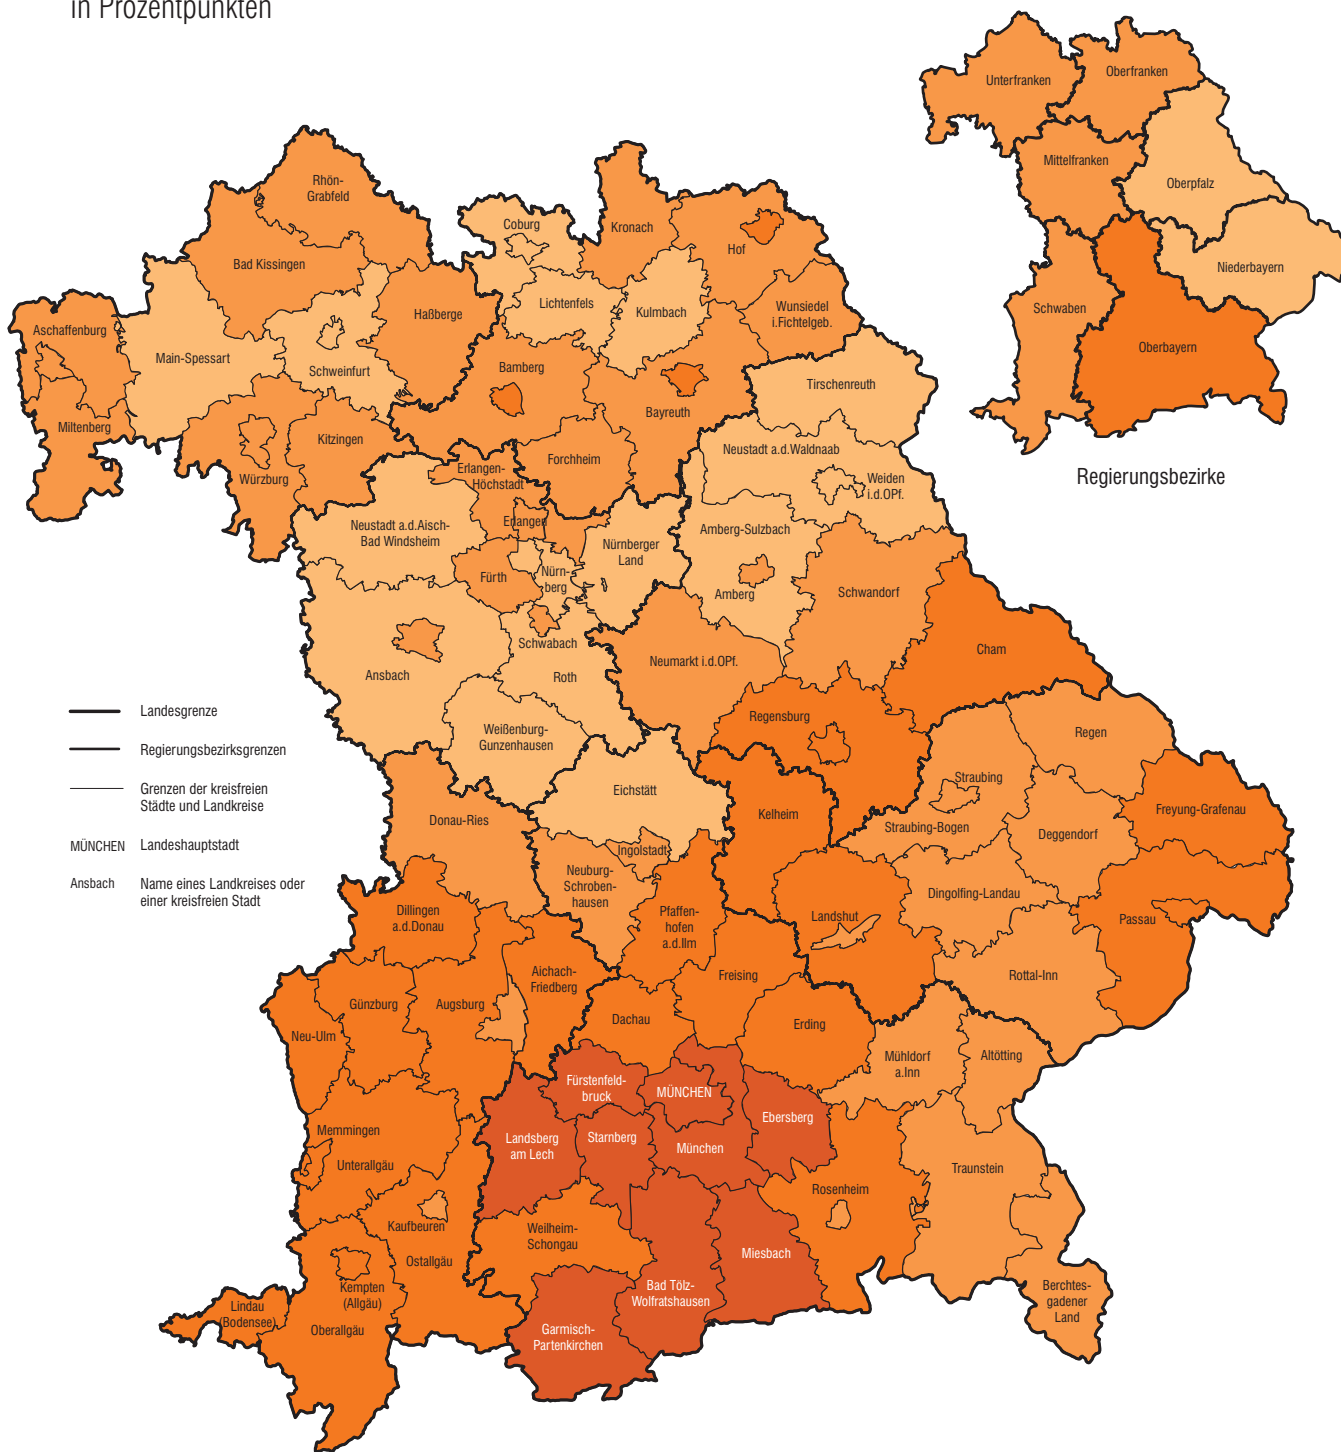 in Prozentpunkten
Unterfranken
Oberfranken
Mittelfranken
Oberpfalz
Niederbayern
Schwaben
Oberbayern
Regierungsbezirke
Rhön-
Grabfeld
Coburg
Kronach
Hof
Bad Kissingen
Lichtenfels
Kulmbach
Wunsiedel
i.Fichtelgeb.
Haßberge
Aschaffenburg
Main-Spessart
Schweinfurt
Bamberg
Bayreuth
Tirschenreuth
Miltenberg
Kitzingen
Würzburg
Forchheim
Erlangen-
Höchstadt
Neustadt a.d.Waldnaab
Weiden
i.d.OPf.
Neustadt a.d.Aisch-
Bad Windsheim
Erlangen
Nürnberger
Land
Amberg-Sulzbach
Fürth
Nürn-
berg
Amberg
Schwandorf
Cham
Schwabach
Ansbach
Roth
Neumarkt i.d.OPf.
Weißenburg-
Gunzenhausen
Regensburg
Regen
Landesgrenze
Regierungsbezirksgrenzen
Grenzen der kreisfreien
Städte und Landkreise
MÜNCHEN Landeshauptstadt
Ansbach Name eines Landkreises oder
einer kreisfreien Stadt
Eichstätt
Straubing
Donau-Ries
Kelheim
Straubing-Bogen
Deggendorf
Freyung-Grafenau
Ingolstadt
Neuburg-
Schroben-
hausen
Dingolfing-Landau
Dillingen
a.d.Donau
Pfaffen-
hofen
a.d.Ilm
Landshut
Passau
Aichach-
Friedberg
Freising
Rottal-Inn
Günzburg
Augsburg
Neu-Ulm
Dachau
Erding
Mühldorf
a.Inn
Altötting
Fürstenfeld-
bruck
MÜNCHEN
Ebersberg
Memmingen
Unterallgäu
Landsberg
am Lech
Starnberg
München
Traunstein
Rosenheim
Kaufbeuren
Weilheim-
Schongau
Miesbach
Ostallgäu
Kempten
(Allgäu)
Bad Tölz-
Wolfratshausen
Berchtes-
gadener
Land
Lindau
(Bodensee)
Oberallgäu
Garmisch-
Partenkirchen